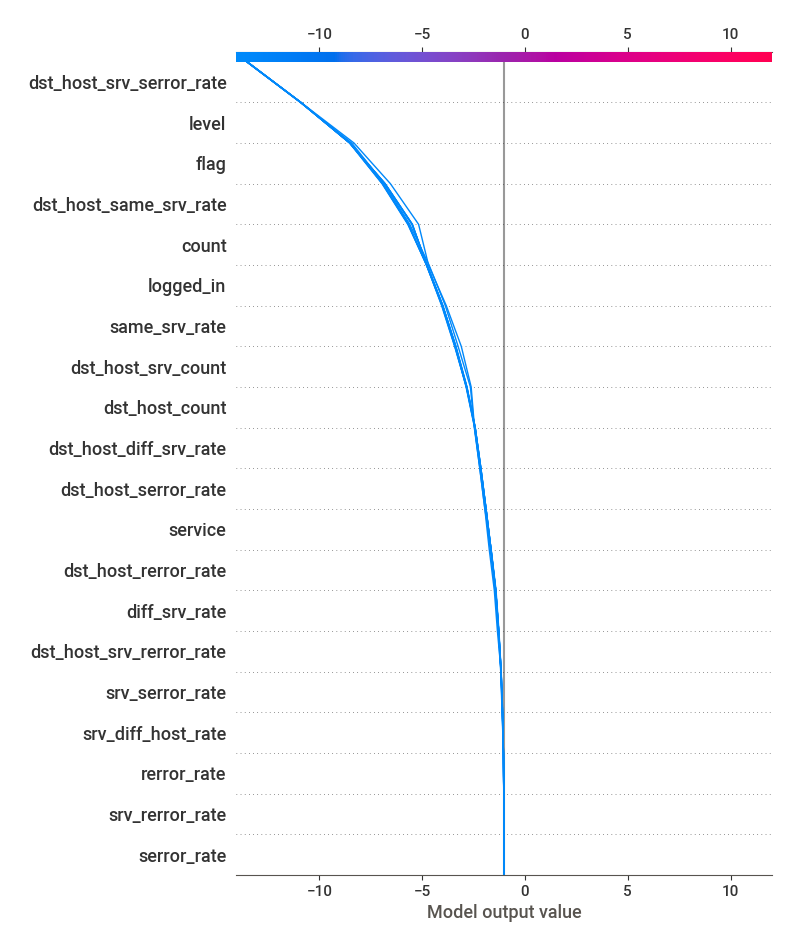 −10 −5 0 5 10
dst_host_srv_serror_rate
level
flag
dst_host_same_srv_rate
count
logged_in
same_srv_rate
dst_host_srv_count
dst_host_count
dst_host_diff_srv_rate
dst_host_serror_rate
service
dst_host_rerror_rate
diff_srv_rate
dst_host_srv_rerror_rate
srv_serror_rate
srv_diff_host_rate
rerror_rate
srv_rerror_rate
serror_rate
−10 −5 0 5 10
Model output value